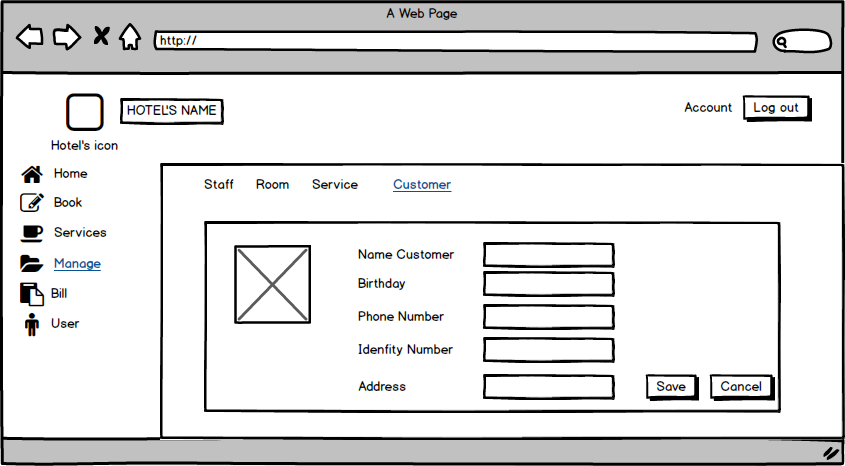 A Web Page
http://
HOTEL'S NAME
Account
Log out
Hotel's icon
Home
Book
Services
Manage
Bill
User
Staff
Room
Service
Customer
Name Customer
Birthday
Phone Number
Idenfity Number
Address
Save
Cancel